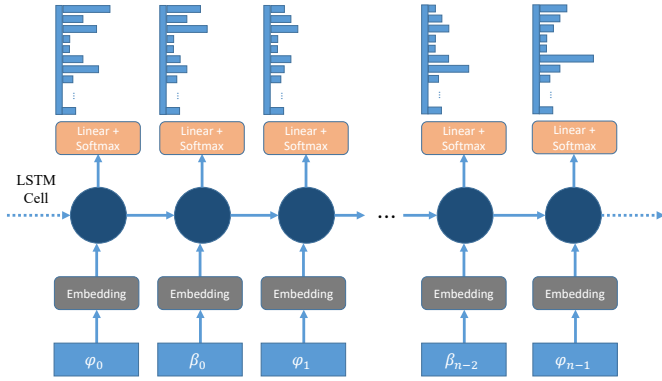 ... ... ... ... ...
Linear + Linear + Linear + Linear + Linear +
Softmax Softmax Softmax Softmax Softmax
LSTM
Cell
...
Embedding Embedding Embedding Embedding Embedding
φ₀ β₀ φ₁ βₙ₋₂ φₙ₋₁